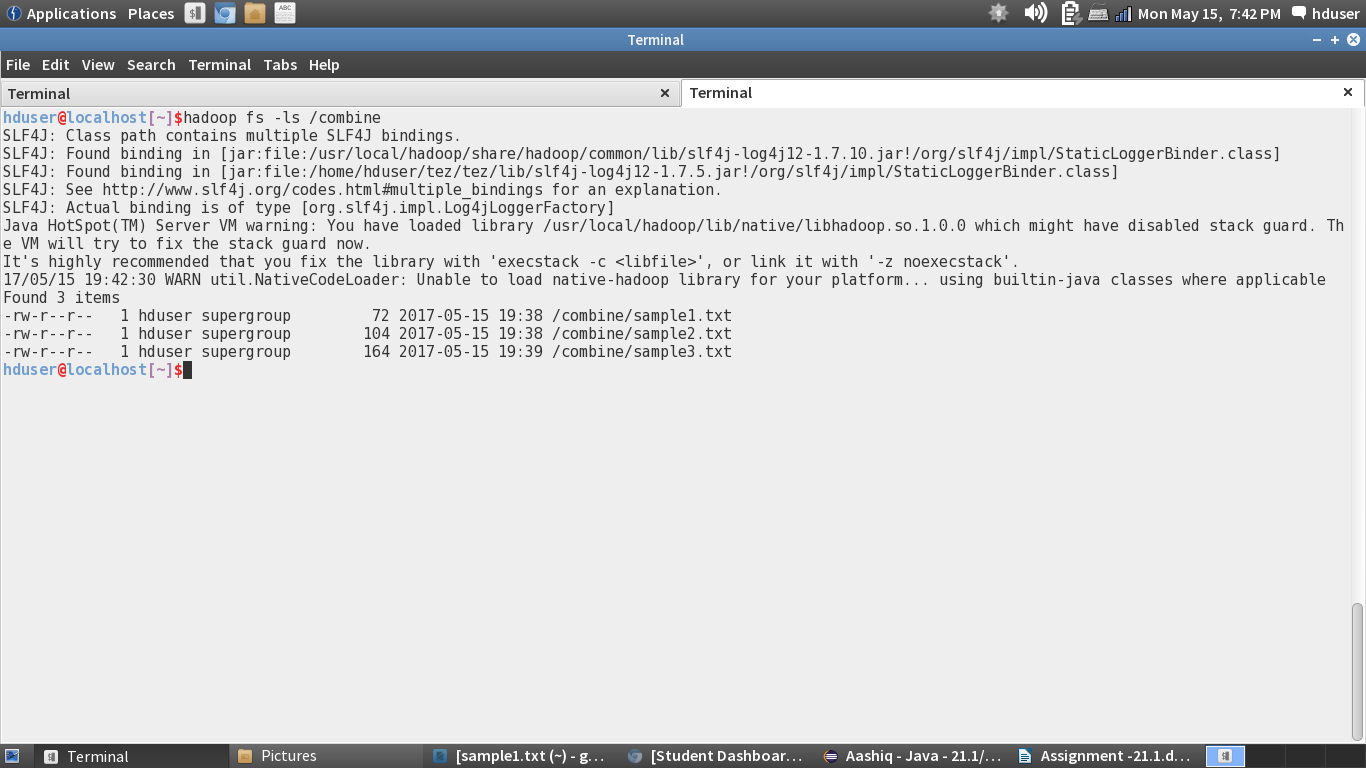 Applications Places Mon May 15, 7:42 PM hduser
Terminal
File Edit View Search Terminal Tabs Help
Terminal Terminal
hduser@localhost[~]$hadoop fs -ls /combine
SLF4J: Class path contains multiple SLF4J bindings.
SLF4J: Found binding in [jar:file:/usr/local/hadoop/share/hadoop/common/lib/slf4j-log4j12-1.7.10.jar!/org/slf4j/impl/StaticLoggerBinder.class]
SLF4J: Found binding in [jar:file:/home/hduser/tez/tez/lib/slf4j-log4j12-1.7.5.jar!/org/slf4j/impl/StaticLoggerBinder.class]
SLF4J: See http://www.slf4j.org/codes.html#multiple_bindings for an explanation.
SLF4J: Actual binding is of type [org.slf4j.impl.Log4jLoggerFactory]
Java HotSpot(TM) Server VM warning: You have loaded library /usr/local/hadoop/lib/native/libhadoop.so.1.0.0 which might have disabled stack guard. Th
e VM will try to fix the stack guard now.
It's highly recommended that you fix the library with 'execstack -c <libfile>', or link it with '-z noexecstack'.
17/05/15 19:42:30 WARN util.NativeCodeLoader: Unable to load native-hadoop library for your platform... using builtin-java classes where applicable
Found 3 items
-rw-r--r--   1 hduser supergroup         72 2017-05-15 19:38 /combine/sample1.txt
-rw-r--r--   1 hduser supergroup        104 2017-05-15 19:38 /combine/sample2.txt
-rw-r--r--   1 hduser supergroup        164 2017-05-15 19:39 /combine/sample3.txt
hduser@localhost[~]$
Terminal Pictures [sample1.txt (~) - g... [Student Dashboar... Aashiq - Java - 21.1/... Assignment -21.1.d...